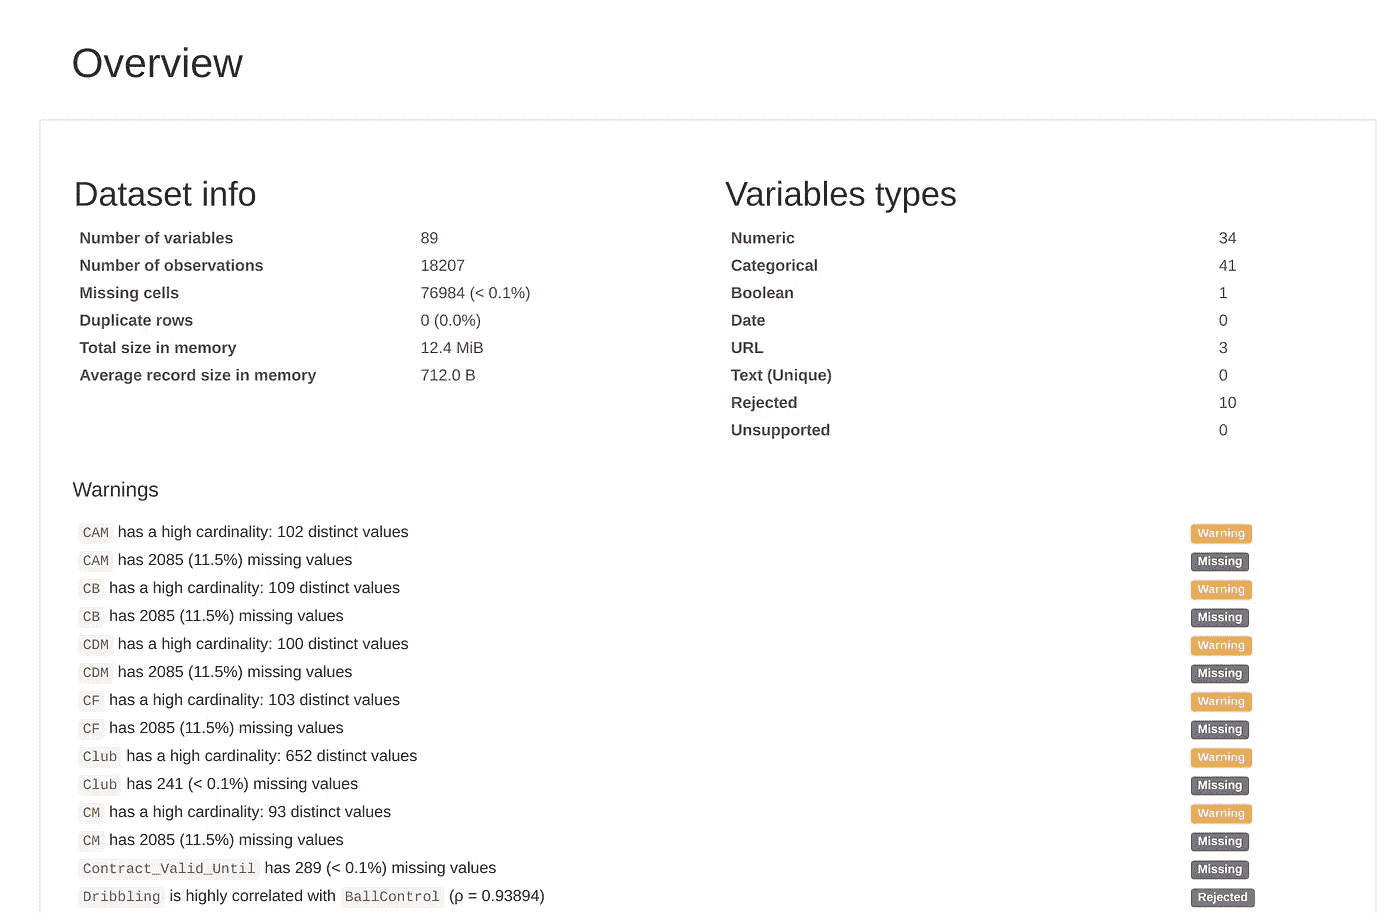 Overview
Dataset info
Number of variables 89
Number of observations 18207
Missing cells 76984 (< 0.1%)
Duplicate rows 0 (0.0%)
Total size in memory 12.4 MiB
Average record size in memory 712.0 B
Variables types
Numeric 34
Categorical 41
Boolean 1
Date 0
URL 3
Text (Unique) 0
Rejected 10
Unsupported 0
Warnings
CAM has a high cardinality: 102 distinct values Warning
CAM has 2085 (11.5%) missing values Missing
CB has a high cardinality: 109 distinct values Warning
CB has 2085 (11.5%) missing values Missing
CDM has a high cardinality: 100 distinct values Warning
CDM has 2085 (11.5%) missing values Missing
CF has a high cardinality: 103 distinct values Warning
CF has 2085 (11.5%) missing values Missing
Club has a high cardinality: 652 distinct values Warning
Club has 241 (< 0.1%) missing values Missing
CM has a high cardinality: 93 distinct values Warning
CM has 2085 (11.5%) missing values Missing
Contract_Valid_Until has 289 (< 0.1%) missing values Missing
Dribbling is highly correlated with BallControl (ρ = 0.93894) Rejected